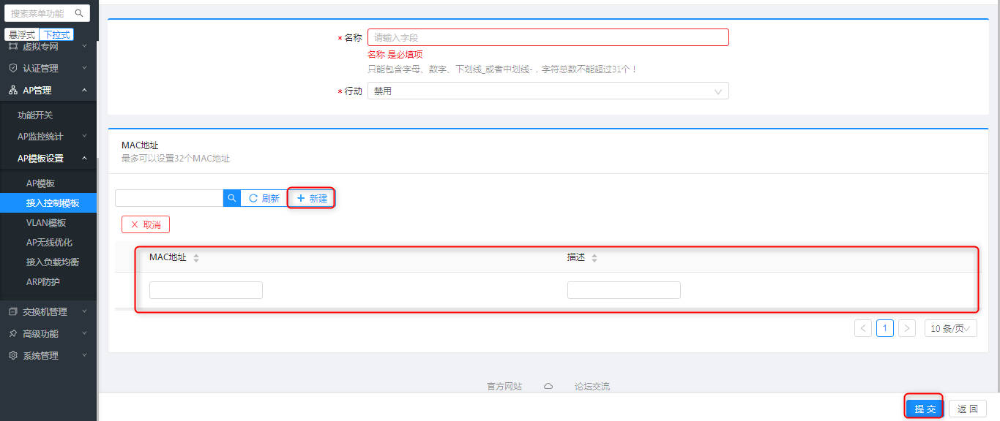 搜索菜单功能
悬浮式 下拉式
虚拟专网
认证管理
AP管理
功能开关
AP监控统计
AP模板设置
AP模板
接入控制模板
VLAN模板
AP无线优化
接入负载均衡
ARP防护
交换机管理
高级功能
系统管理
*名称 请输入字段
名称 是必填项
只能包含字母、数字、下划线_或者中划线-，字符总数不能超过31个！
*行动 禁用
MAC地址
最多可以设置32个MAC地址
刷新 + 新建
取消
MAC地址 描述
< 1 > 10 条/页
官方网站 论坛交流
提交 返回